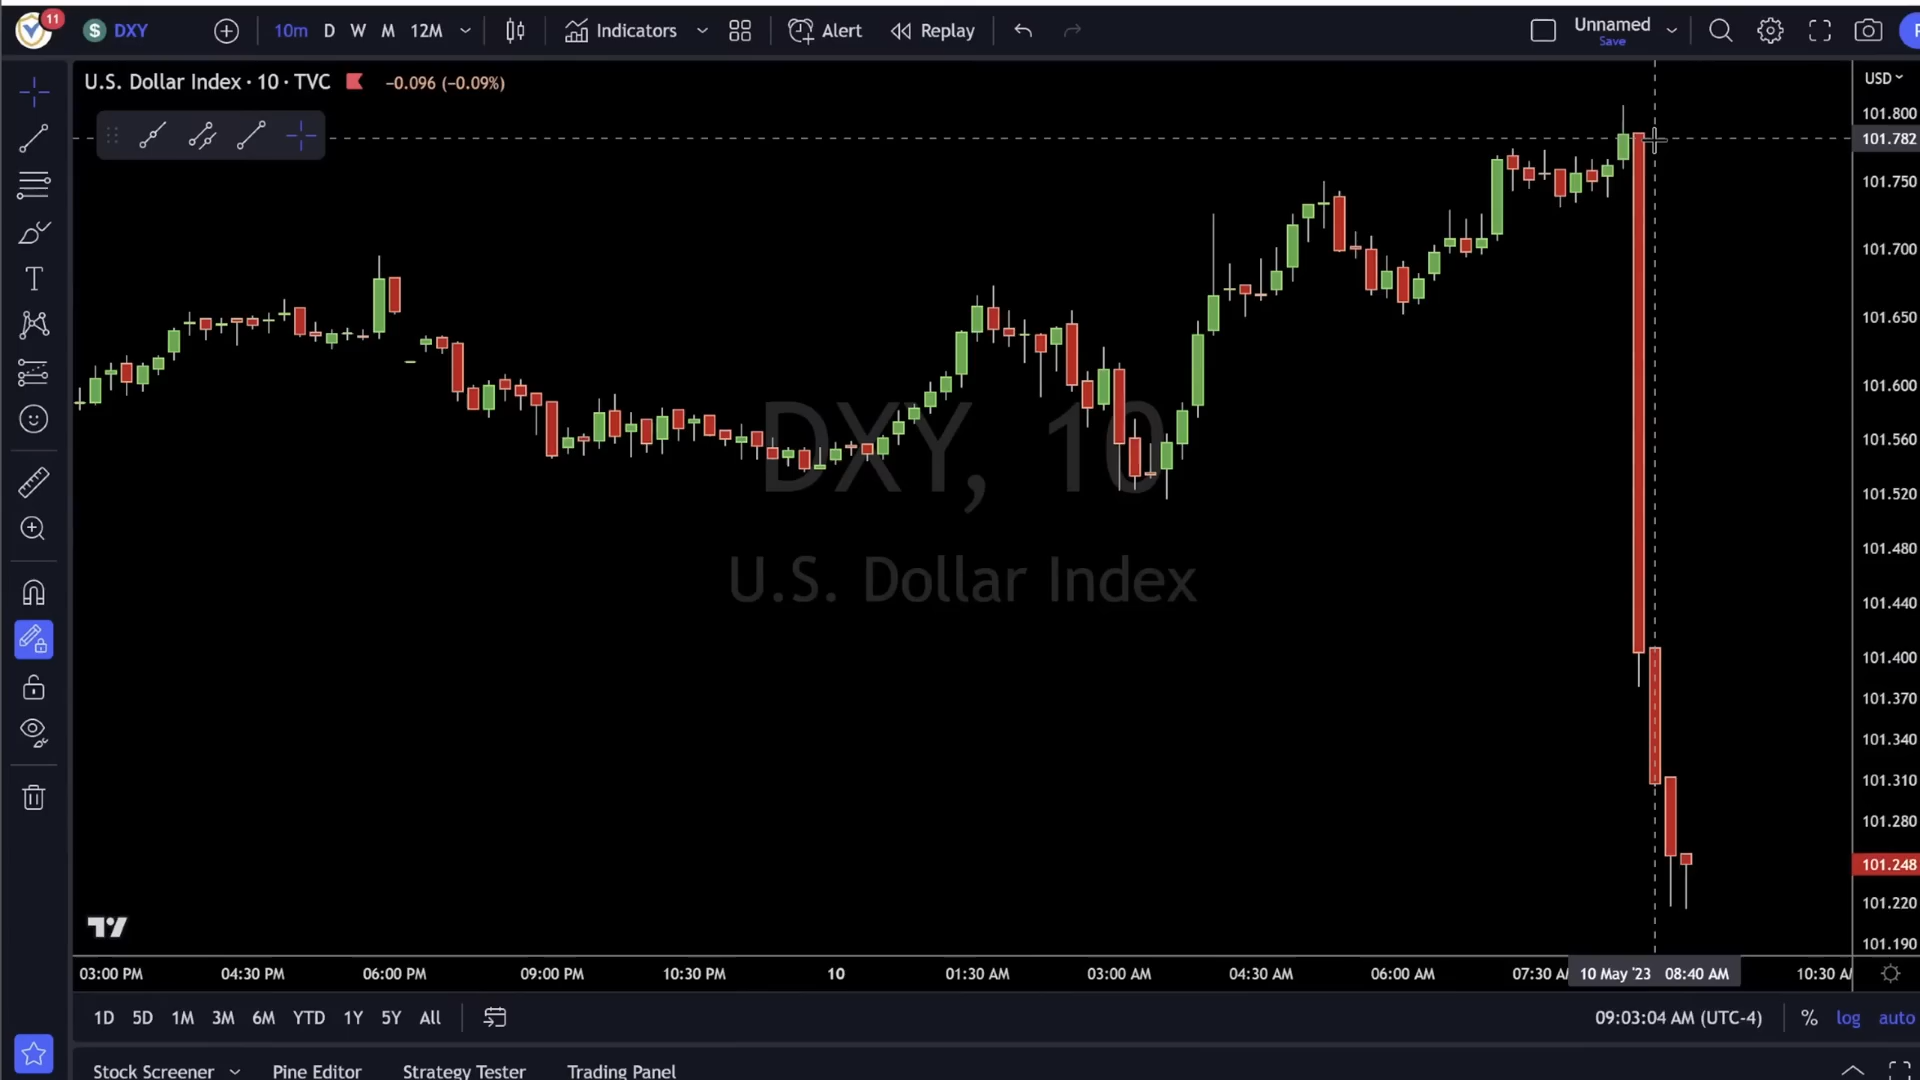 11
$ DXY
10m D W M 12M
Indicators
Alert
Replay
Unnamed
Save
U.S. Dollar Index · 10 · TVC
−0.096 (−0.09%)
USD
101.800
101.782
101.750
101.700
101.650
101.600
101.560
101.520
101.480
101.440
101.400
101.370
101.340
101.310
101.280
101.248
101.220
101.190
DXY, 10
U.S. Dollar Index
03:00 PM 04:30 PM 06:00 PM 09:00 PM 10:30 PM 10 01:30 AM 03:00 AM 04:30 AM 06:00 AM 07:30 A 10 May '23 08:40 AM 10:30 A
1D 5D 1M 3M 6M YTD 1Y 5Y All
09:03:04 AM (UTC-4) % log auto
Stock Screener Pine Editor Strategy Tester Trading Panel